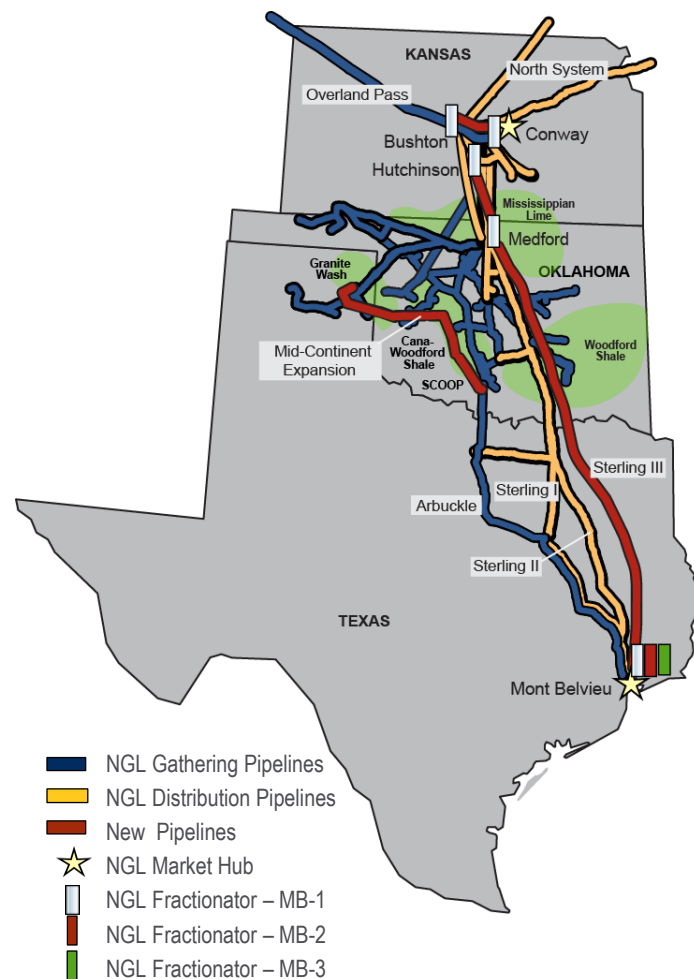 KANSAS
North System
Overland Pass
Bushton
Conway
Hutchinson
Mississippian
Lime
Medford
Granite
Wash
OKLAHOMA
Mid-Continent
Expansion
Cana-
Woodford
Shale
SCOOP
Woodford
Shale
Sterling III
Arbuckle
Sterling I
Sterling II
TEXAS
Mont Belvieu
NGL Gathering Pipelines
NGL Distribution Pipelines
New Pipelines
NGL Market Hub
NGL Fractionator – MB-1
NGL Fractionator – MB-2
NGL Fractionator – MB-3